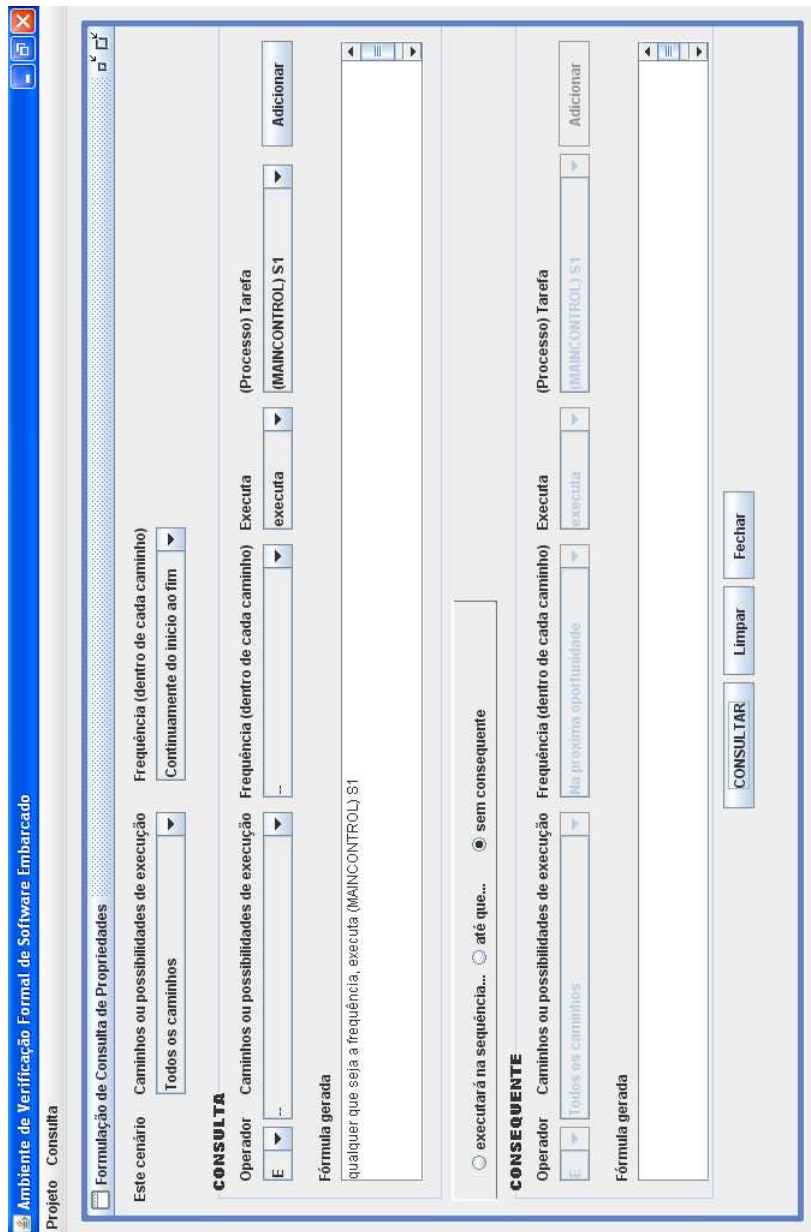 Ambiente de Verificação Formal de Software Embarcado
Projeto Consulta
Formulação de Consulta de Propriedades
Este cenário Caminhos ou possibilidades de execução Frequência (dentro de cada caminho)
Todos os caminhos Continuamente do inicio ao fim
CONSULTA
Operador Caminhos ou possibilidades de execução Frequência (dentro de cada caminho) Executa (Processo) Tarefa
E -- -- executa (MAINCONTROL) S1 Adicionar
Fórmula gerada
qualquer que seja a frequência, executa (MAINCONTROL) S1
executará na sequência... até que... sem consequente
CONSEQUENTE
Operador Caminhos ou possibilidades de execução Frequência (dentro de cada caminho) Executa (Processo) Tarefa
E Todos os caminhos Na proxima oportunidade executa (MAINCONTROL) S1 Adicionar
Fórmula gerada
CONSULTAR Limpar Fechar